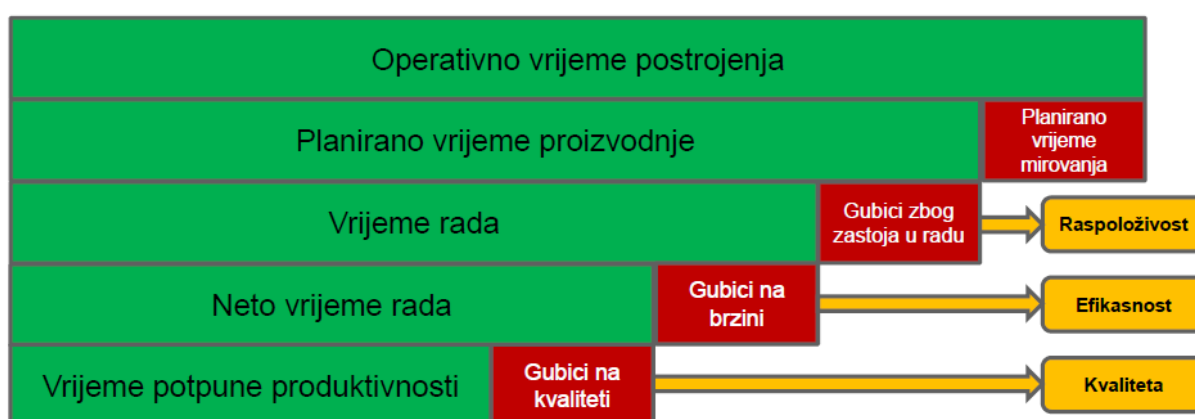 Operativno vrijeme postrojenja
Planirano vrijeme proizvodnje
Planirano
vrijeme
mirovanja
Vrijeme rada
Gubici zbog
zastoja u radu
Raspoloživost
Neto vrijeme rada
Gubici na
brzini
Efikasnost
Vrijeme potpune produktivnosti
Gubici na
kvaliteti
Kvaliteta